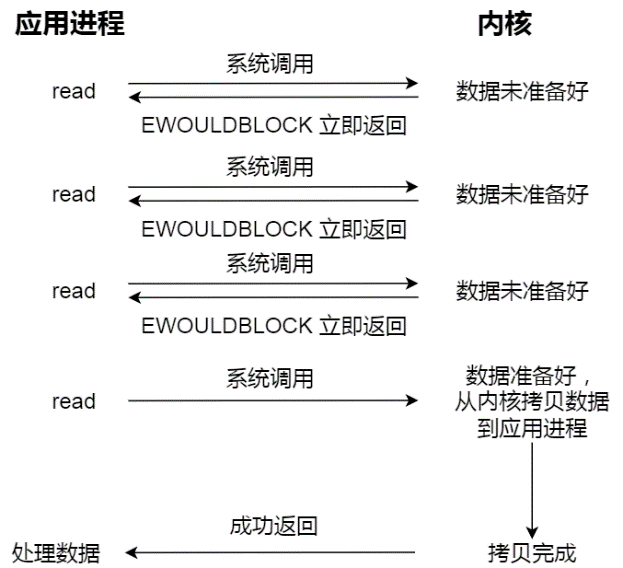 应用进程 内核
系统调用
read 数据未准备好
EWOULDBLOCK 立即返回
系统调用
read 数据未准备好
EWOULDBLOCK 立即返回
系统调用
read 数据未准备好
EWOULDBLOCK 立即返回
系统调用
read
数据准备好，
从内核拷贝数据
到应用进程
成功返回
处理数据 拷贝完成